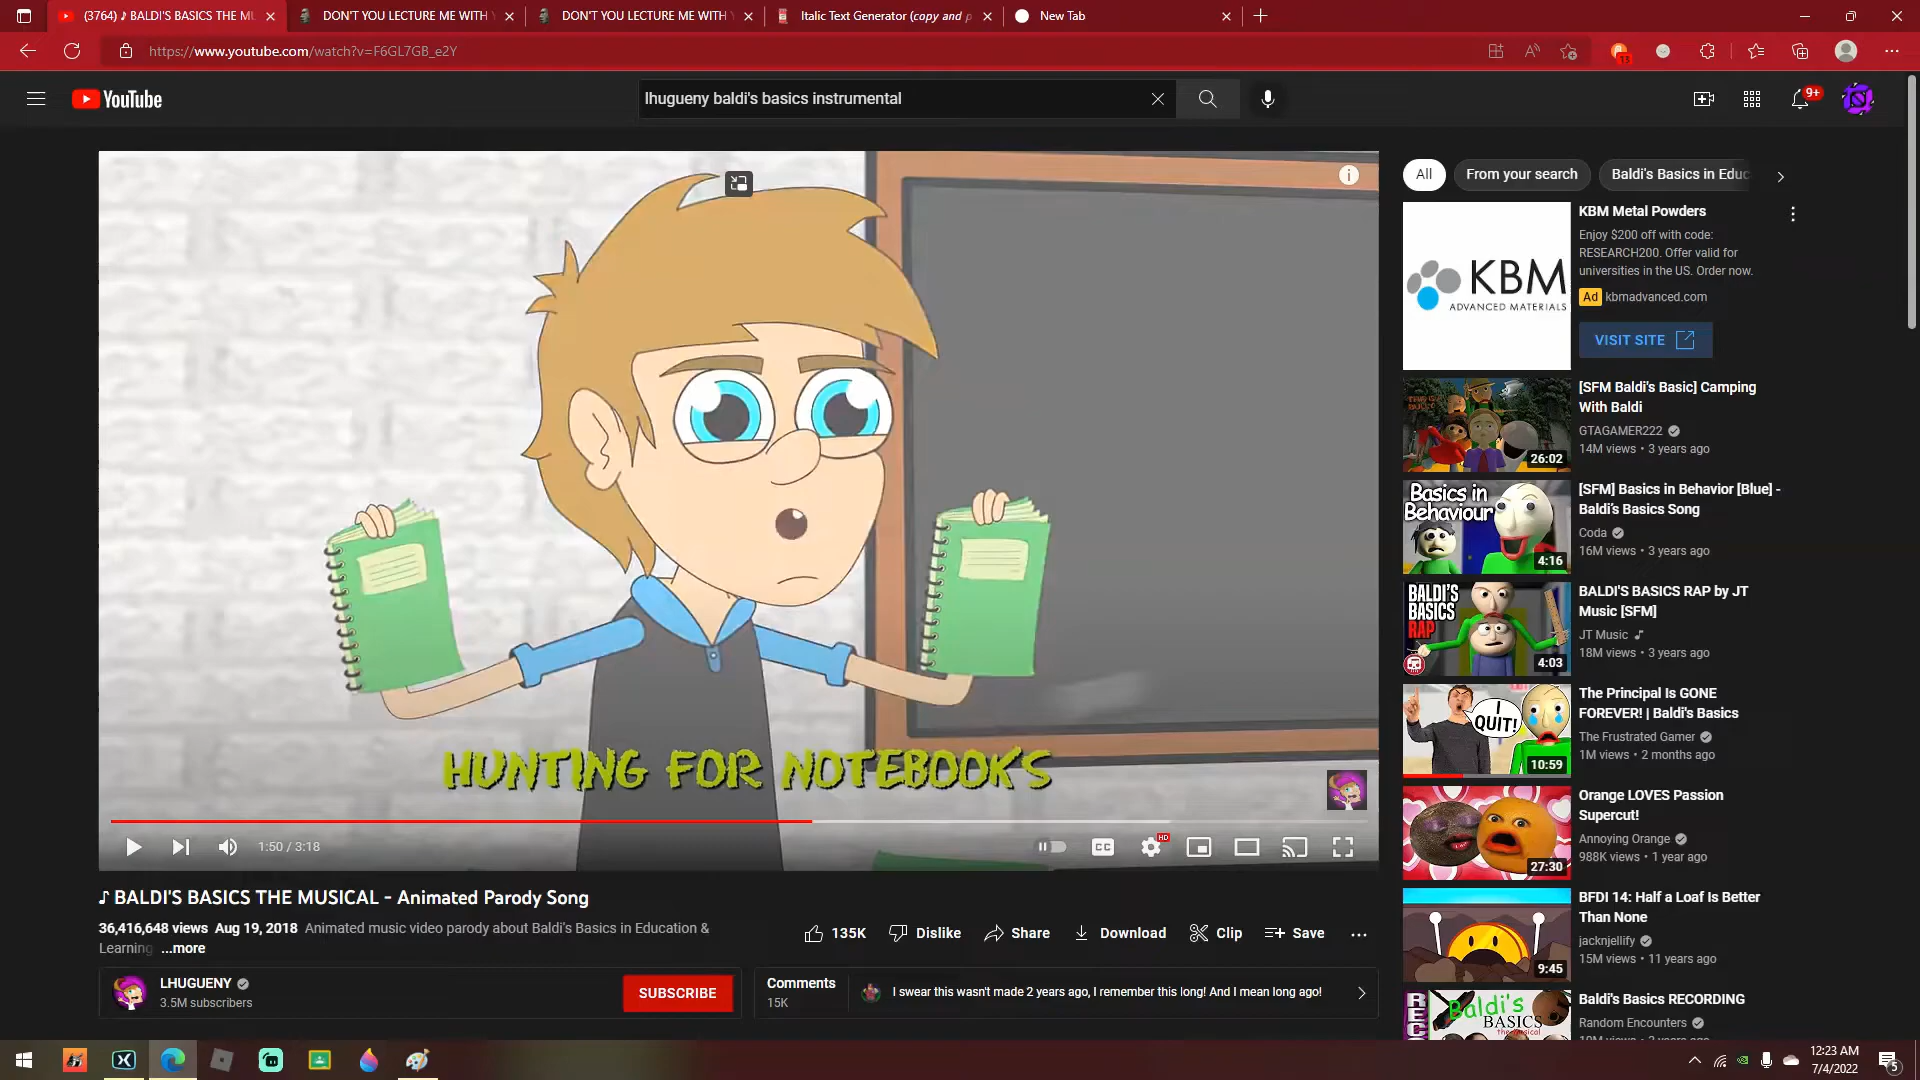 (3764) ♪ BALDI'S BASICS THE MU
DON'T YOU LECTURE ME WITH Y
DON'T YOU LECTURE ME WITH Y
Italic Text Generator (copy and p
New Tab
https://www.youtube.com/watch?v=F6GL7GB_e2Y
13
YouTube
lhugueny baldi's basics instrumental
9+
HUNTING FOR NOTEBOOKS
1:50 / 3:18
CC
HD
♪ BALDI'S BASICS THE MUSICAL - Animated Parody Song
36,416,648 views Aug 19, 2018 Animated music video parody about Baldi's Basics in Education &
Learning ...more
135K
Dislike
Share
Download
Clip
Save
LHUGUENY
3.5M subscribers
SUBSCRIBE
Comments
15K
I swear this wasn't made 2 years ago, I remember this long! And I mean long ago!
All
From your search
Baldi's Basics in Educ
KBM
ADVANCED MATERIALS
KBM Metal Powders
Enjoy $200 off with code:
RESEARCH200. Offer valid for
universities in the US. Order now.
Ad kbmadvanced.com
VISIT SITE
26:02
[SFM Baldi's Basic] Camping
With Baldi
GTAGAMER222
14M views • 3 years ago
Basics in
Behaviour
4:16
[SFM] Basics in Behavior [Blue] -
Baldi's Basics Song
Coda
16M views • 3 years ago
BALDI'S
BASICS
RAP
4:03
BALDI'S BASICS RAP by JT
Music [SFM]
JT Music
18M views • 3 years ago
I
QUIT!
10:59
The Principal Is GONE
FOREVER! | Baldi's Basics
The Frustrated Gamer
1M views • 2 months ago
27:30
Orange LOVES Passion
Supercut!
Annoying Orange
988K views • 1 year ago
9:45
BFDI 14: Half a Loaf Is Better
Than None
jacknjellify
15M views • 11 years ago
Baldi's
BASICS
the musical
Baldi's Basics RECORDING
Random Encounters
12:23 AM
7/4/2022
5